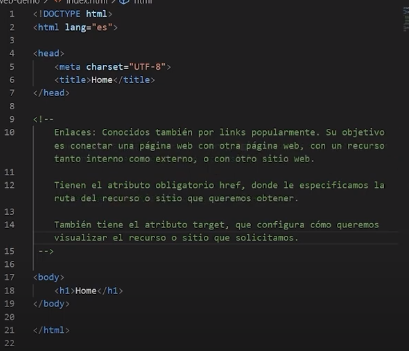 web-demo > <> index.html > html
1 <!DOCTYPE html>
2 <html lang="es">
3
4 <head>
5 <meta charset="UTF-8">
6 <title>Home</title>
7 </head>
8
9 <!--
10 Enlaces: Conocidos también por links popularmente. Su objetivo
es conectar una página web con otra página web, con un recurso
tanto interno como externo, o con otro sitio web.
11
12 Tienen el atributo obligatorio href, donde le especificamos la
ruta del recurso o sitio que queremos obtener.
13
14 También tiene el atributo target, que configura cómo queremos
visualizar el recurso o sitio que solicitamos.
15 -->
16
17 <body>
18 <h1>Home</h1>
19 </body>
20
21 </html>
22